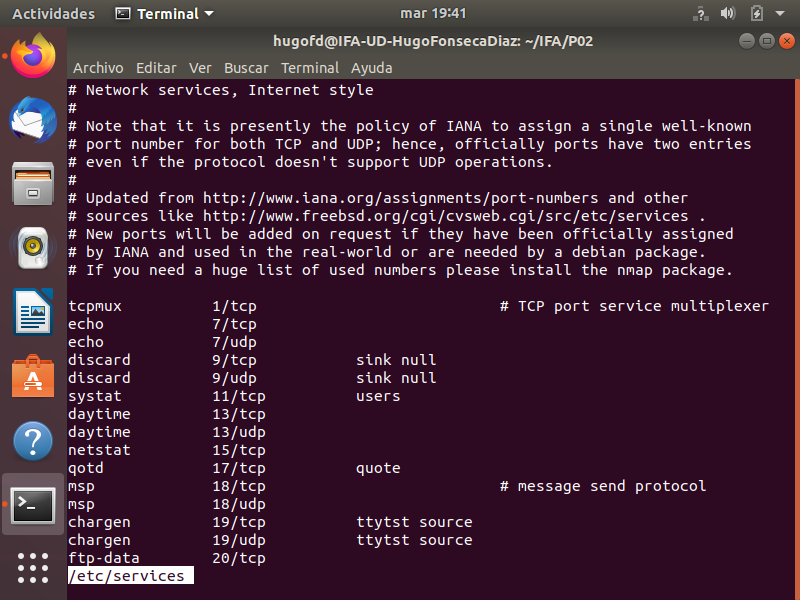 Actividades Terminal mar 19:41
hugofd@IFA-UD-HugoFonsecaDiaz: ~/IFA/P02
Archivo Editar Ver Buscar Terminal Ayuda
# Network services, Internet style
#
# Note that it is presently the policy of IANA to assign a single well-known
# port number for both TCP and UDP; hence, officially ports have two entries
# even if the protocol doesn't support UDP operations.
#
# Updated from http://www.iana.org/assignments/port-numbers and other
# sources like http://www.freebsd.org/cgi/cvsweb.cgi/src/etc/services .
# New ports will be added on request if they have been officially assigned
# by IANA and used in the real-world or are needed by a debian package.
# If you need a huge list of used numbers please install the nmap package.
tcpmux 1/tcp # TCP port service multiplexer
echo 7/tcp
echo 7/udp
discard 9/tcp sink null
discard 9/udp sink null
systat 11/tcp users
daytime 13/tcp
daytime 13/udp
netstat 15/tcp
qotd 17/tcp quote
msp 18/tcp # message send protocol
msp 18/udp
chargen 19/tcp ttytst source
chargen 19/udp ttytst source
ftp-data 20/tcp
/etc/services